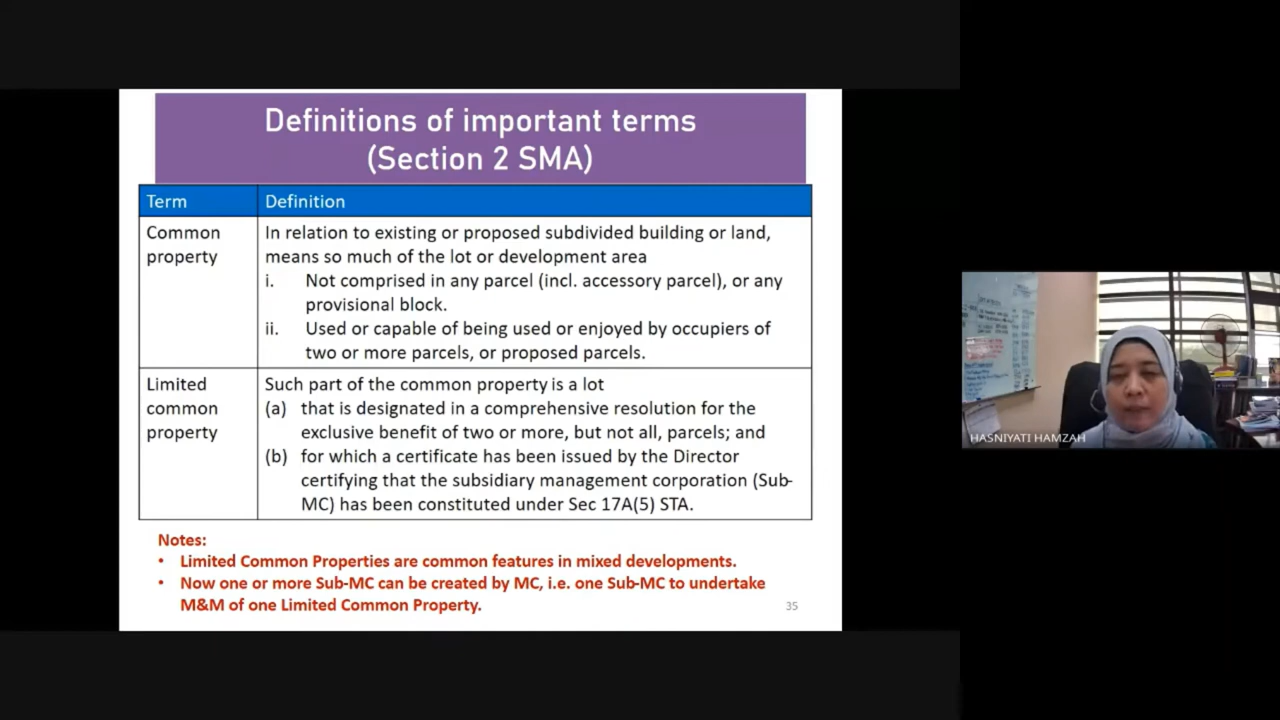 Definitions of important terms
(Section 2 SMA)
Term Definition
Common property
In relation to existing or proposed subdivided building or land,
means so much of the lot or development area
i. Not comprised in any parcel (incl. accessory parcel), or any
provisional block.
ii. Used or capable of being used or enjoyed by occupiers of
two or more parcels, or proposed parcels.
Limited
common
property
Such part of the common property is a lot
(a) that is designated in a comprehensive resolution for the
exclusive benefit of two or more, but not all, parcels; and
(b) for which a certificate has been issued by the Director
certifying that the subsidiary management corporation (Sub-
MC) has been constituted under Sec 17A(5) STA.
Notes:
• Limited Common Properties are common features in mixed developments.
• Now one or more Sub-MC can be created by MC, i.e. one Sub-MC to undertake
M&M of one Limited Common Property.
35
HASNIYATI HAMZAH